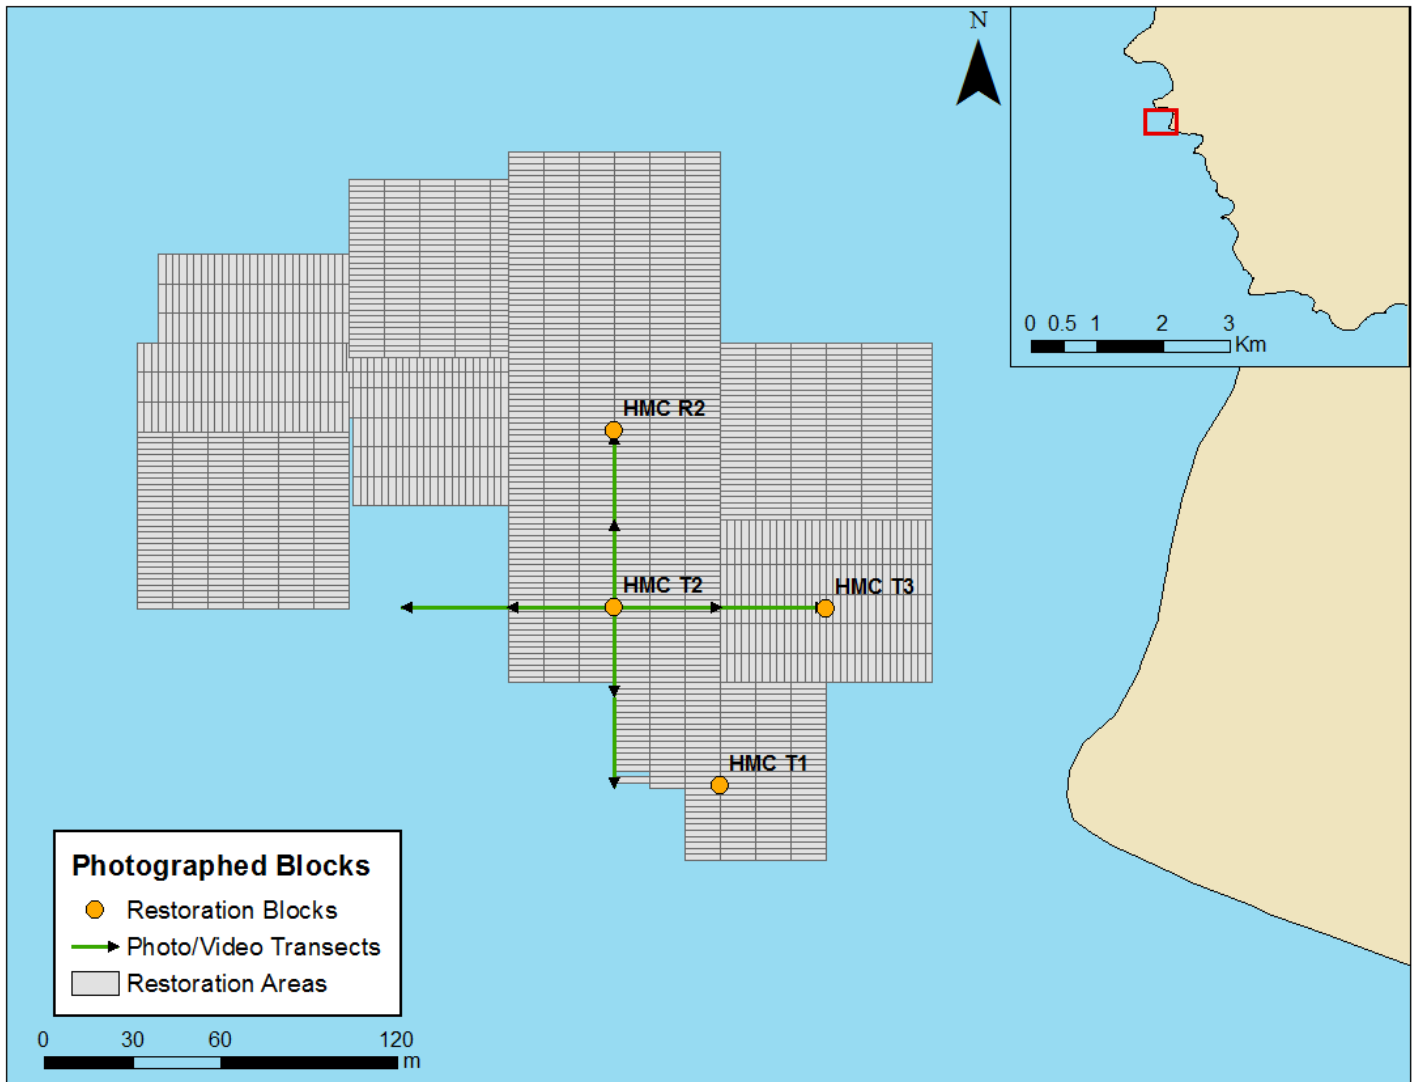 N
0 0.5 1 2 3
Km
HMC R2
HMC T2
HMC T3
HMC T1
Photographed Blocks
Restoration Blocks
Photo/Video Transects
Restoration Areas
0 30 60 120
m